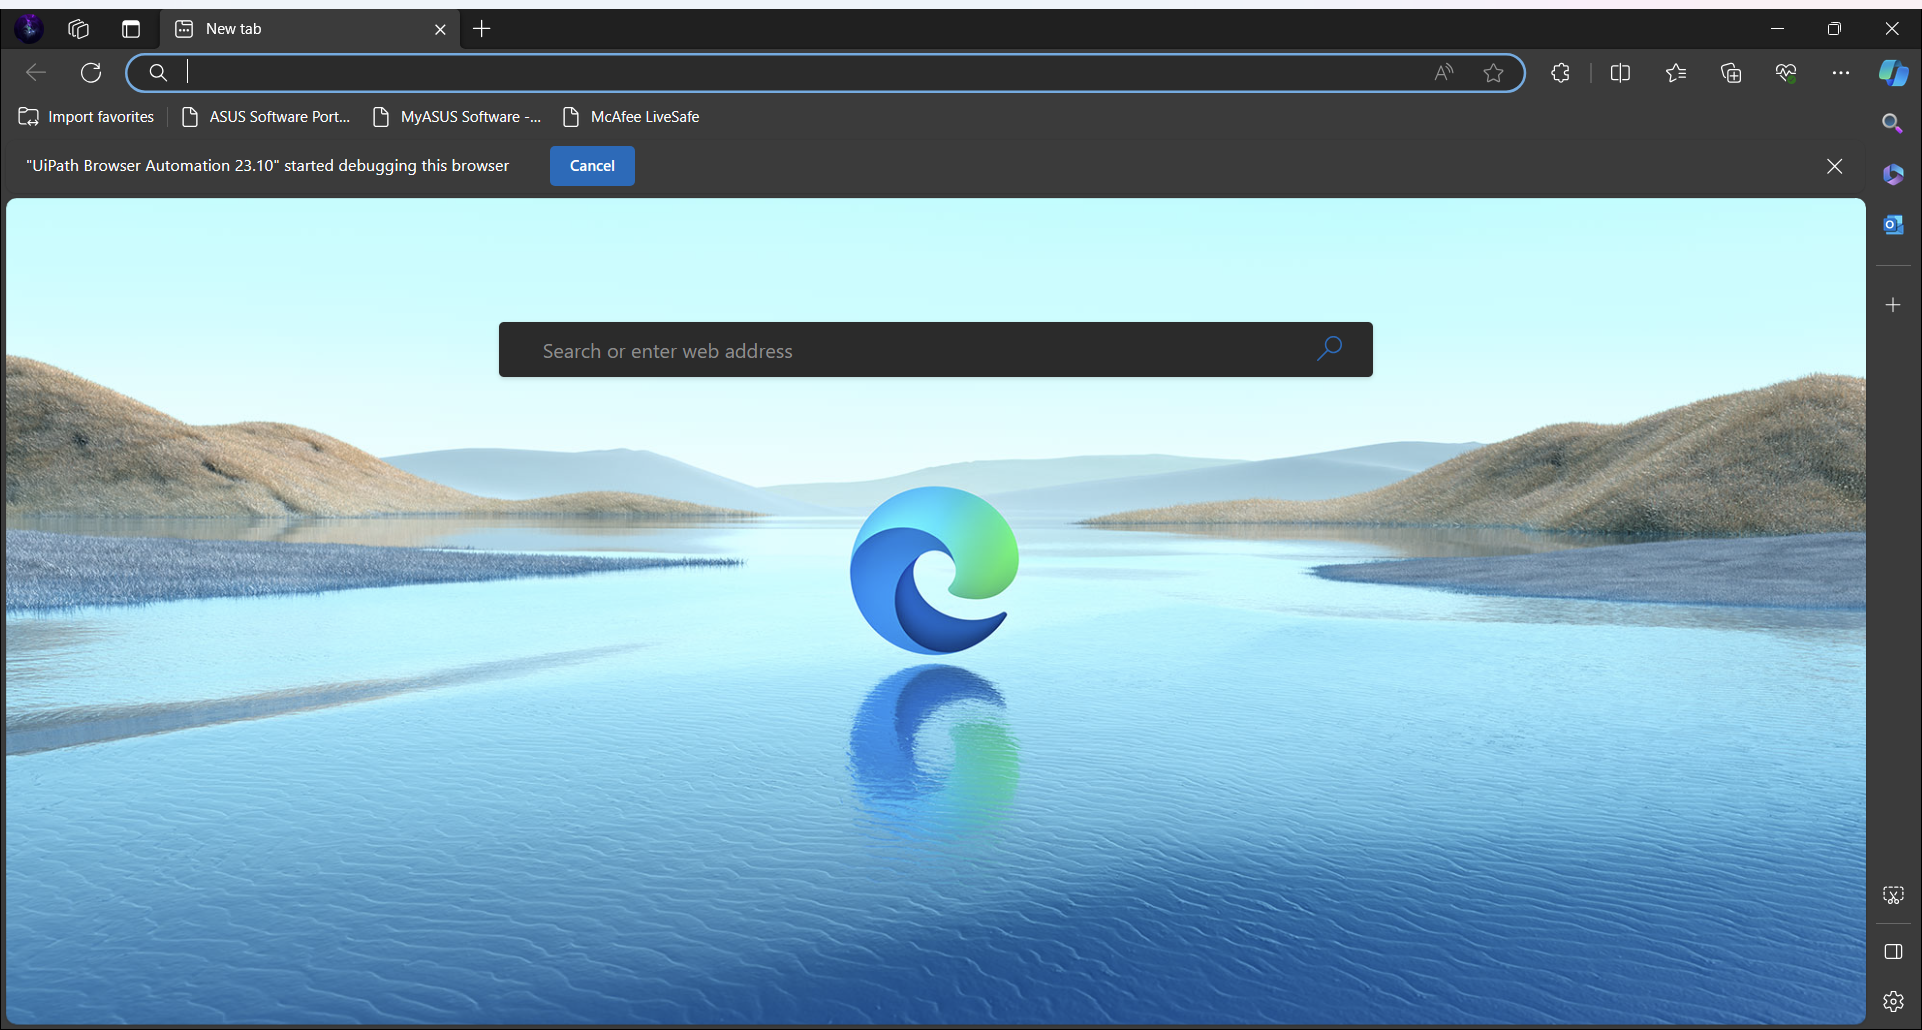 New tab
Import favorites
ASUS Software Port...
MyASUS Software -...
McAfee LiveSafe
"UiPath Browser Automation 23.10" started debugging this browser
Cancel
Search or enter web address